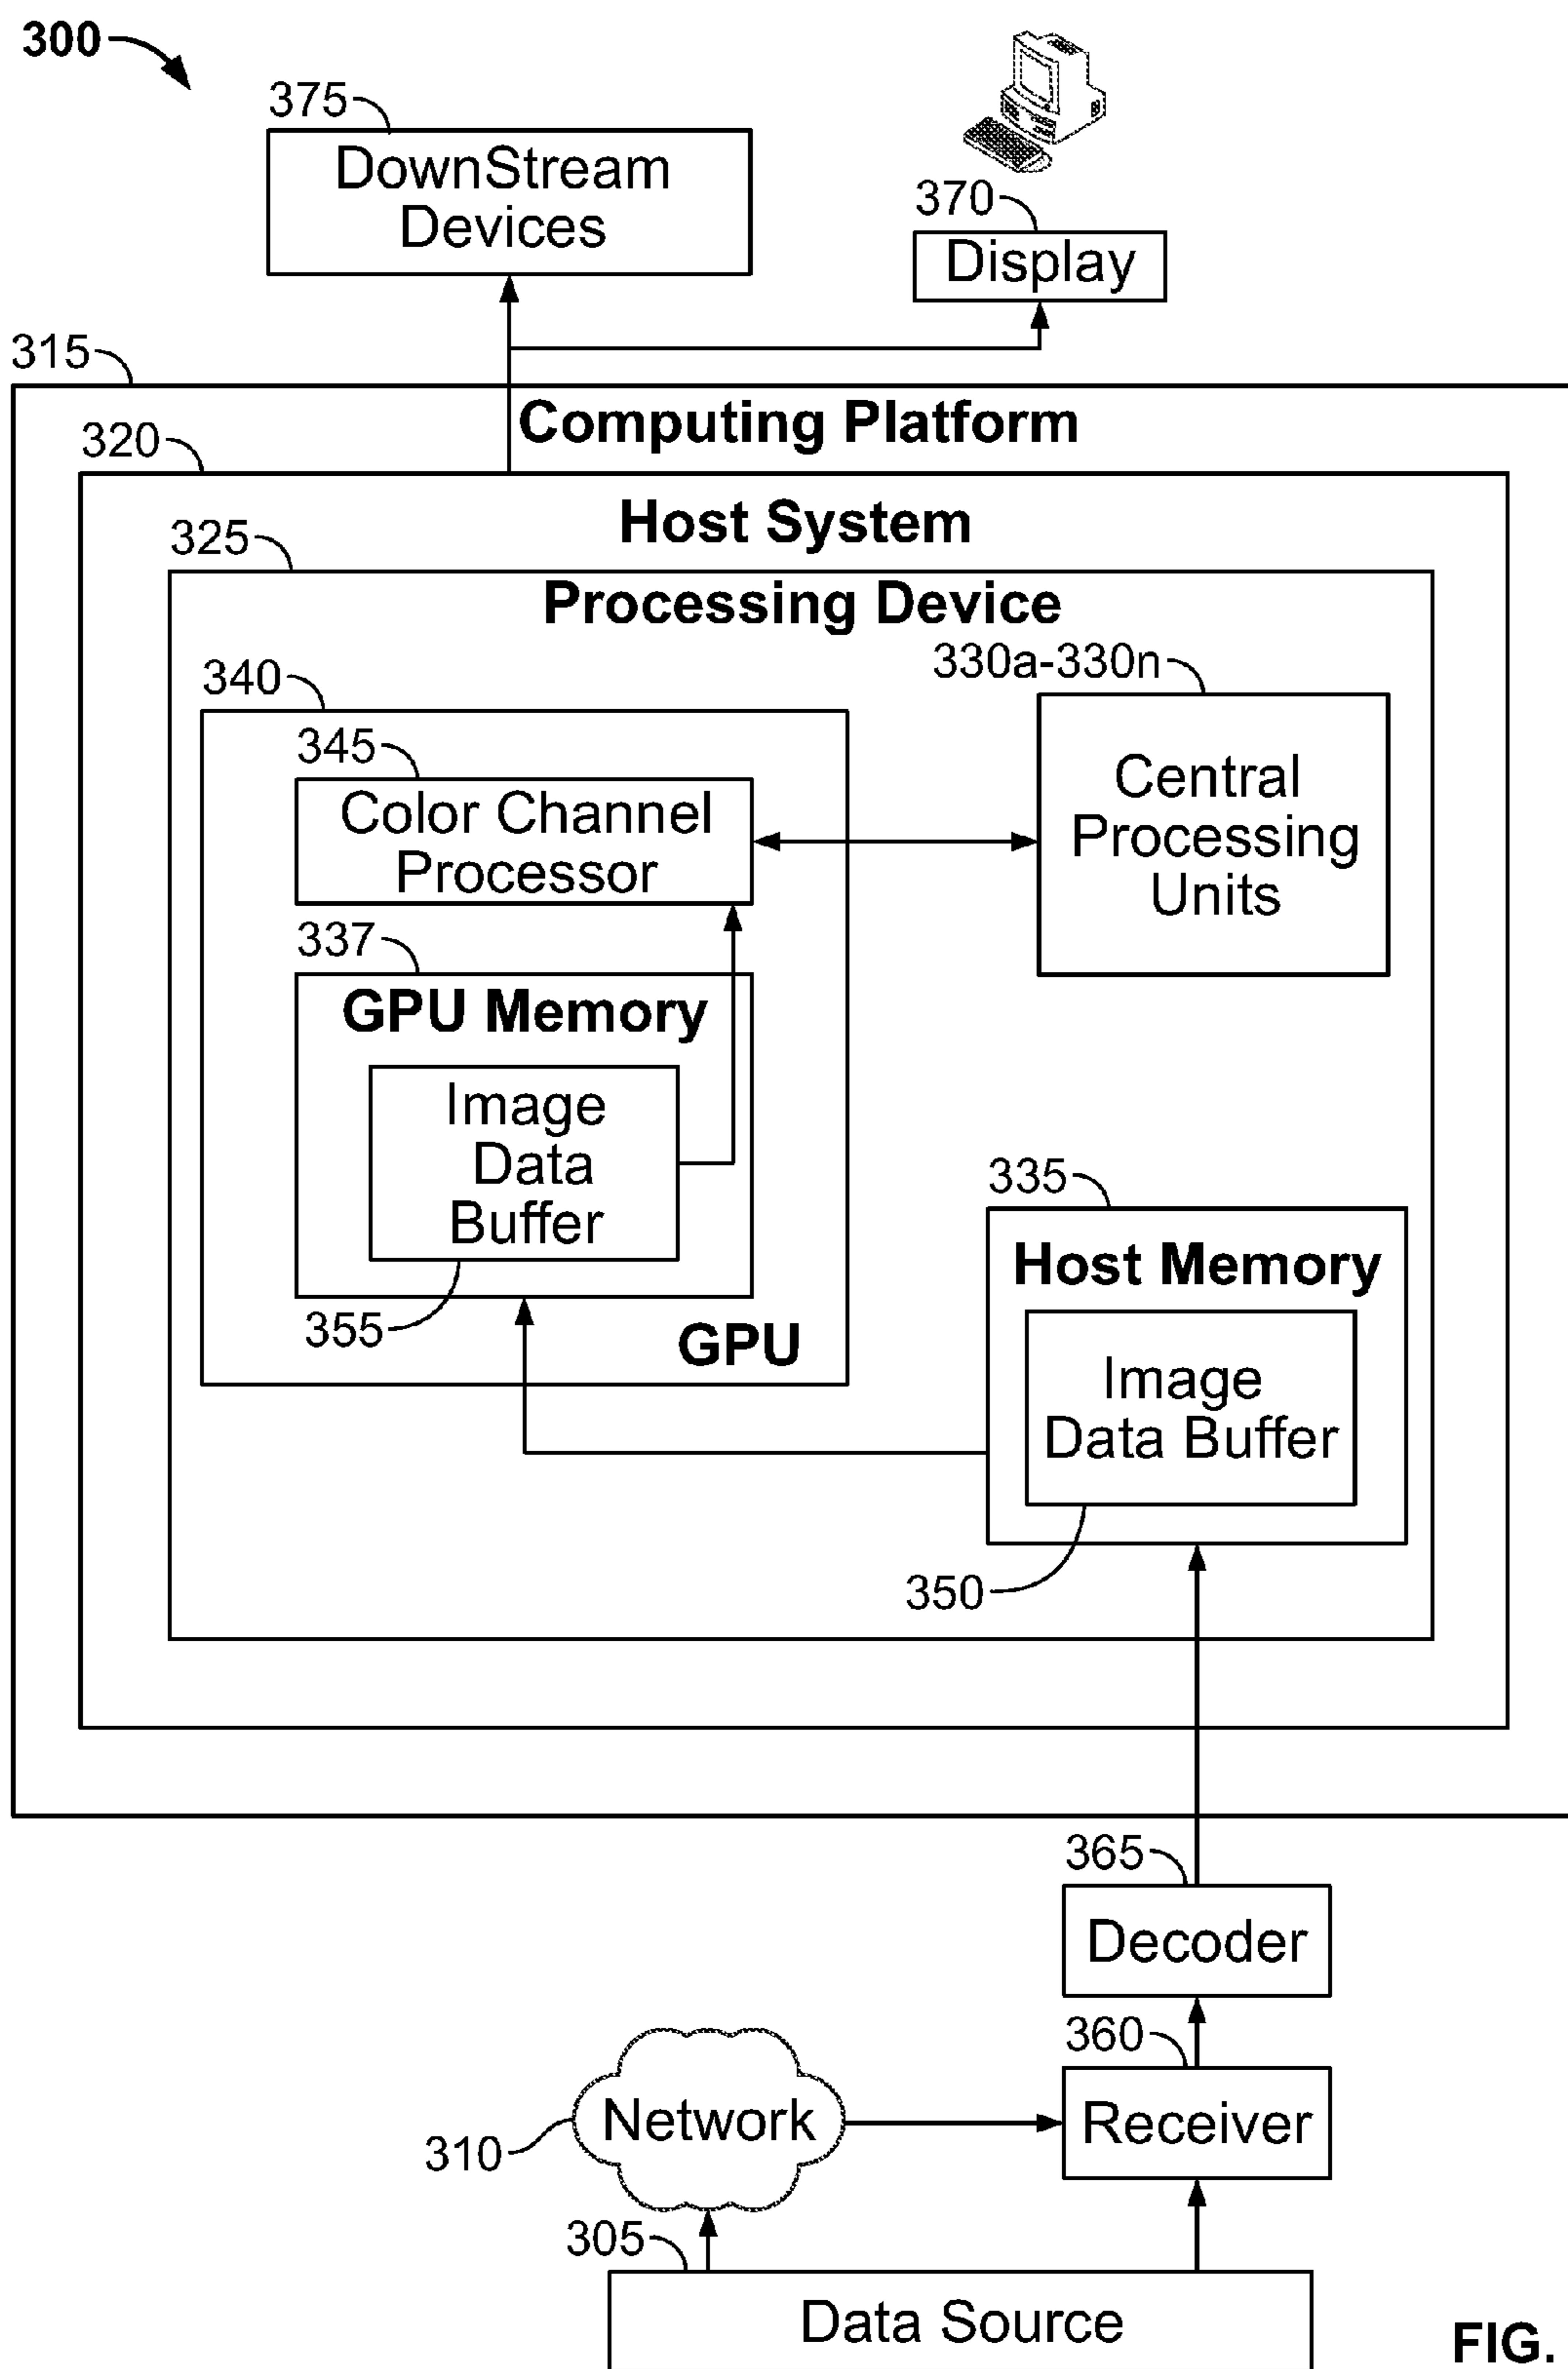 300
375
DownStream
Devices
370
Display
315
Computing Platform
320
Host System
325
Processing Device
340
330a-330n
345
Color Channel
Processor
Central
Processing
Units
337
GPU Memory
Image
Data
Buffer
355
GPU
335
Host Memory
Image
Data Buffer
350
365
Decoder
360
Receiver
Network
310
305
Data Source
FIG.